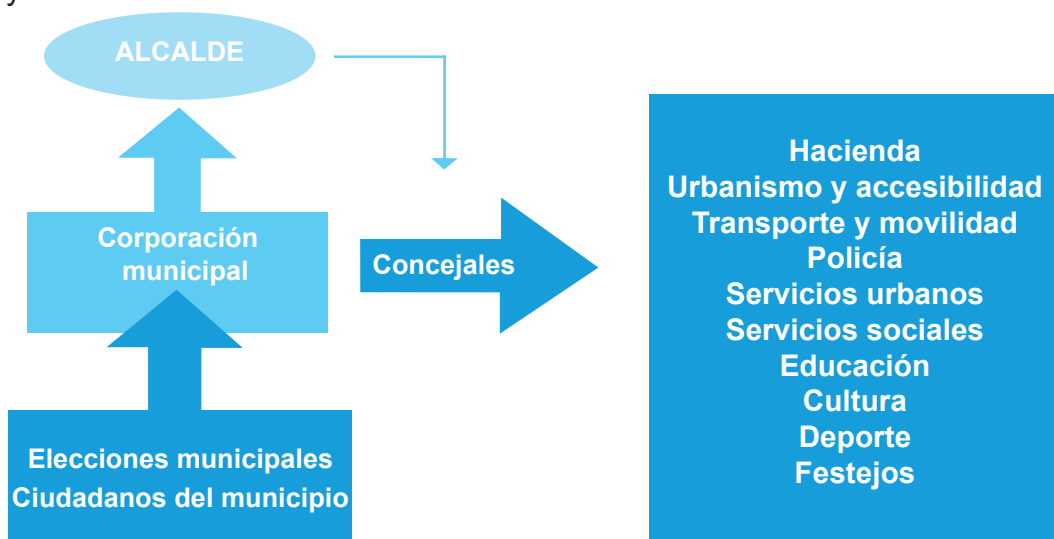 y
ALCALDE
Corporación
municipal
Elecciones municipales
Ciudadanos del municipio
Concejales
Hacienda
Urbanismo y accesibilidad
Transporte y movilidad
Policía
Servicios urbanos
Servicios sociales
Educación
Cultura
Deporte
Festejos